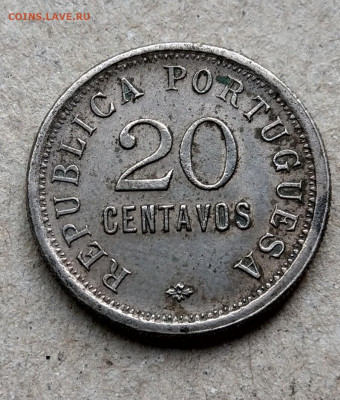 COINS.LAVE.RU
REPUBLICA PORTUGUESA
20
CENTAVOS